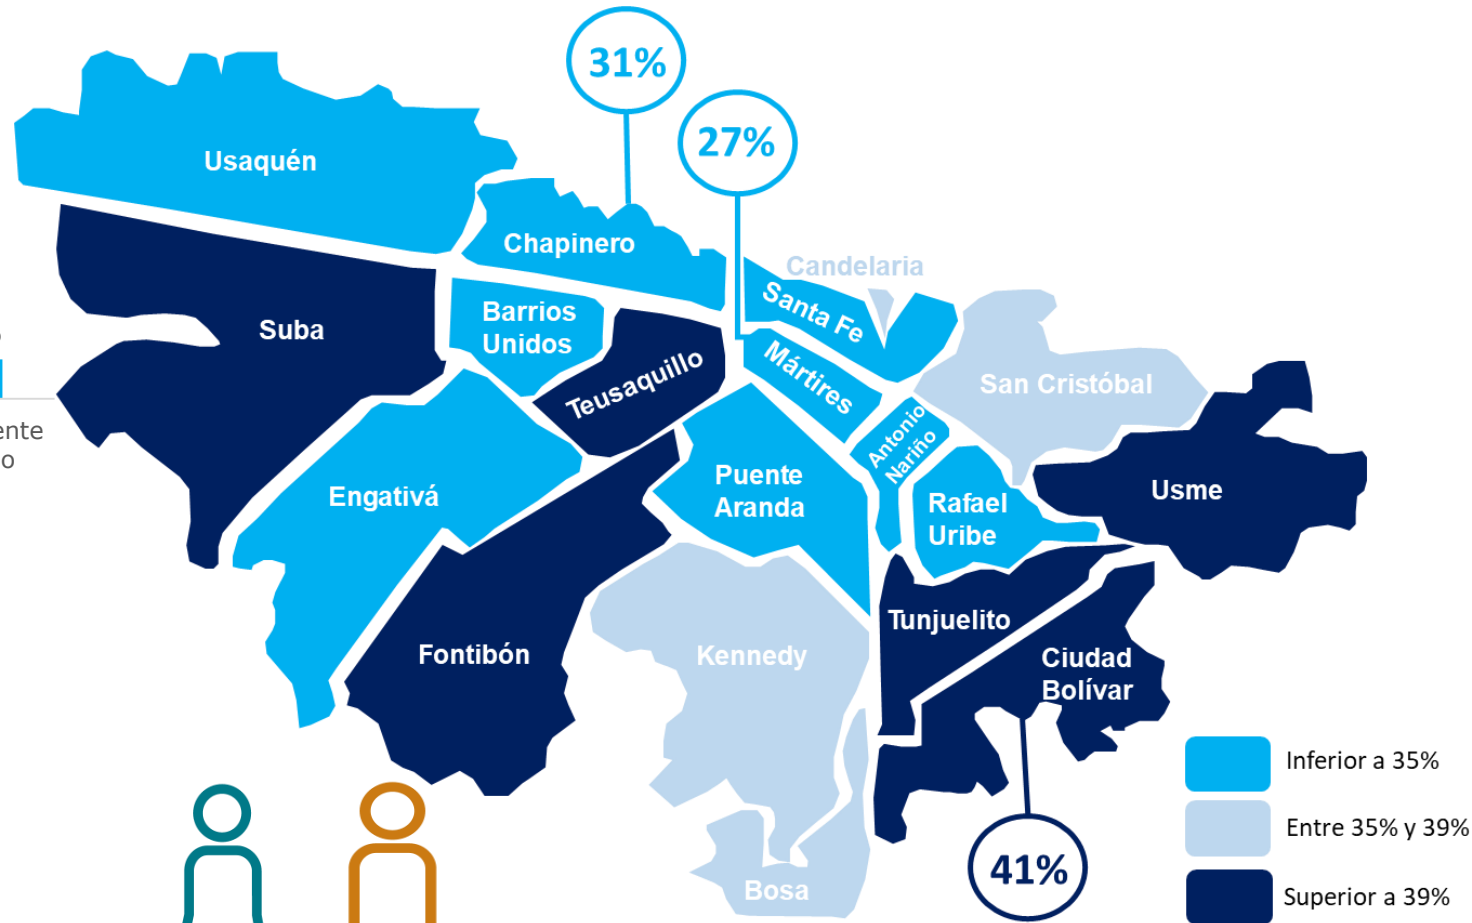 31%
27%
Usaquén
Chapinero
Candelaria
Santa Fe
Barrios
Unidos
Suba
Teusaquillo
Mártires
San Cristóbal
Antonio
Nariño
Engativá
Puente
Aranda
Rafael
Uribe
Usme
Tunjuelito
Fontibón
Kennedy
Ciudad
Bolívar
Bosa
41%
Inferior a 35%
Entre 35% y 39%
Superior a 39%